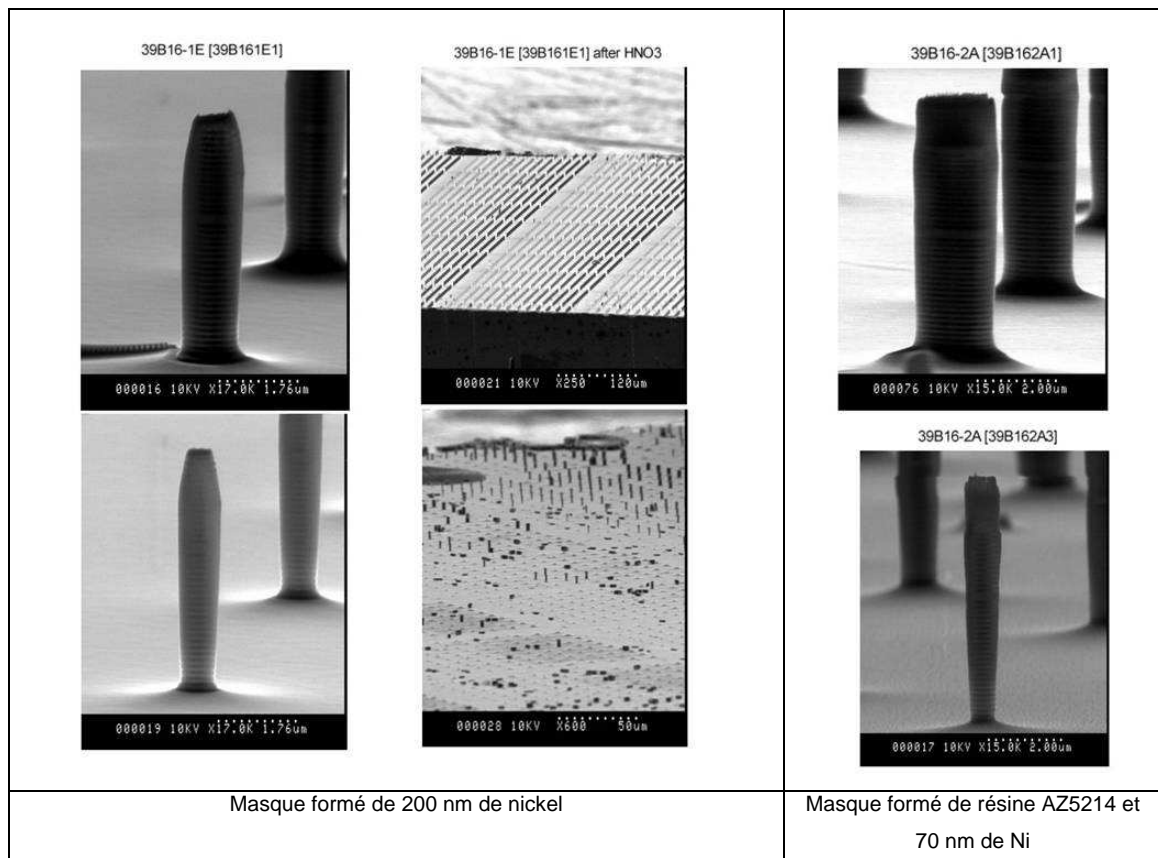 39B16-1E [39B161E1]
000016 10KV X17.0K 1.76um
000019 10KV X17.0K 1.76um
39B16-1E [39B161E1] after HNO3
000021 10KV X250 120um
000028 10KV X600 50um
39B16-2A [39B162A1]
000076 10KV X15.0K 2.00um
39B16-2A [39B162A3]
000017 10KV X15.0K 2.00um
Masque formé de 200 nm de nickel
Masque formé de résine AZ5214 et
70 nm de Ni